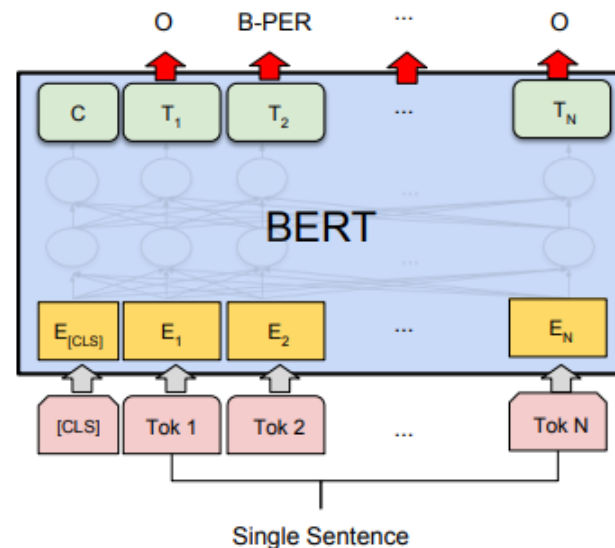 O B-PER ... O
C T1 T2 ... TN
...
BERT
...
E[CLS] E1 E2 ... EN
[CLS] Tok 1 Tok 2 ... Tok N
Single Sentence